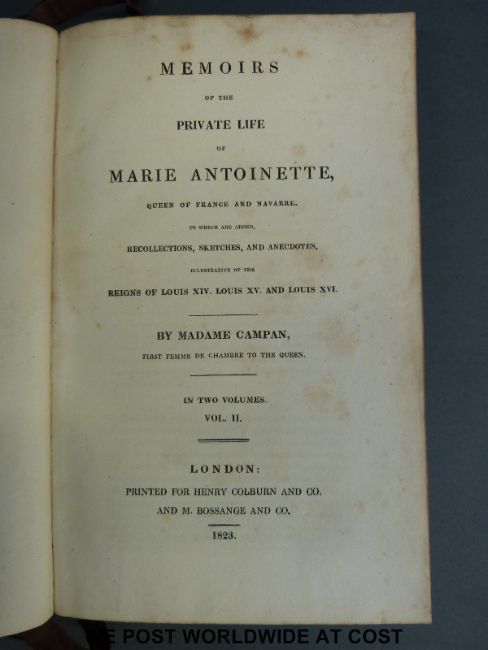 MEMOIRS
OF THE
PRIVATE LIFE
OF
MARIE ANTOINETTE,
QUEEN OF FRANCE AND NAVARRE.
TO WHICH ARE ADDED,
RECOLLECTIONS, SKETCHES, AND ANECDOTES,
ILLUSTRATIVE OF THE
REIGNS OF LOUIS XIV. LOUIS XV. AND LOUIS XVI.
BY MADAME CAMPAN,
FIRST FEMME DE CHAMBRE TO THE QUEEN.
IN TWO VOLUMES.
VOL. II.
LONDON:
PRINTED FOR HENRY COLBURN AND CO.
AND M. BOSSANGE AND CO.
1823.
POST WORLDWIDE AT COST